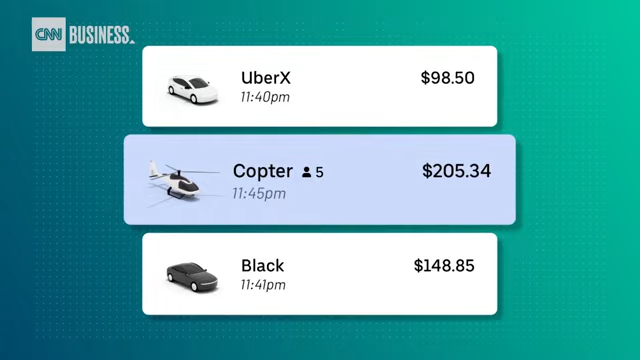 CNN BUSINESS
UberX $98.50
11:40pm
Copter 5 $205.34
11:45pm
Black $148.85
11:41pm